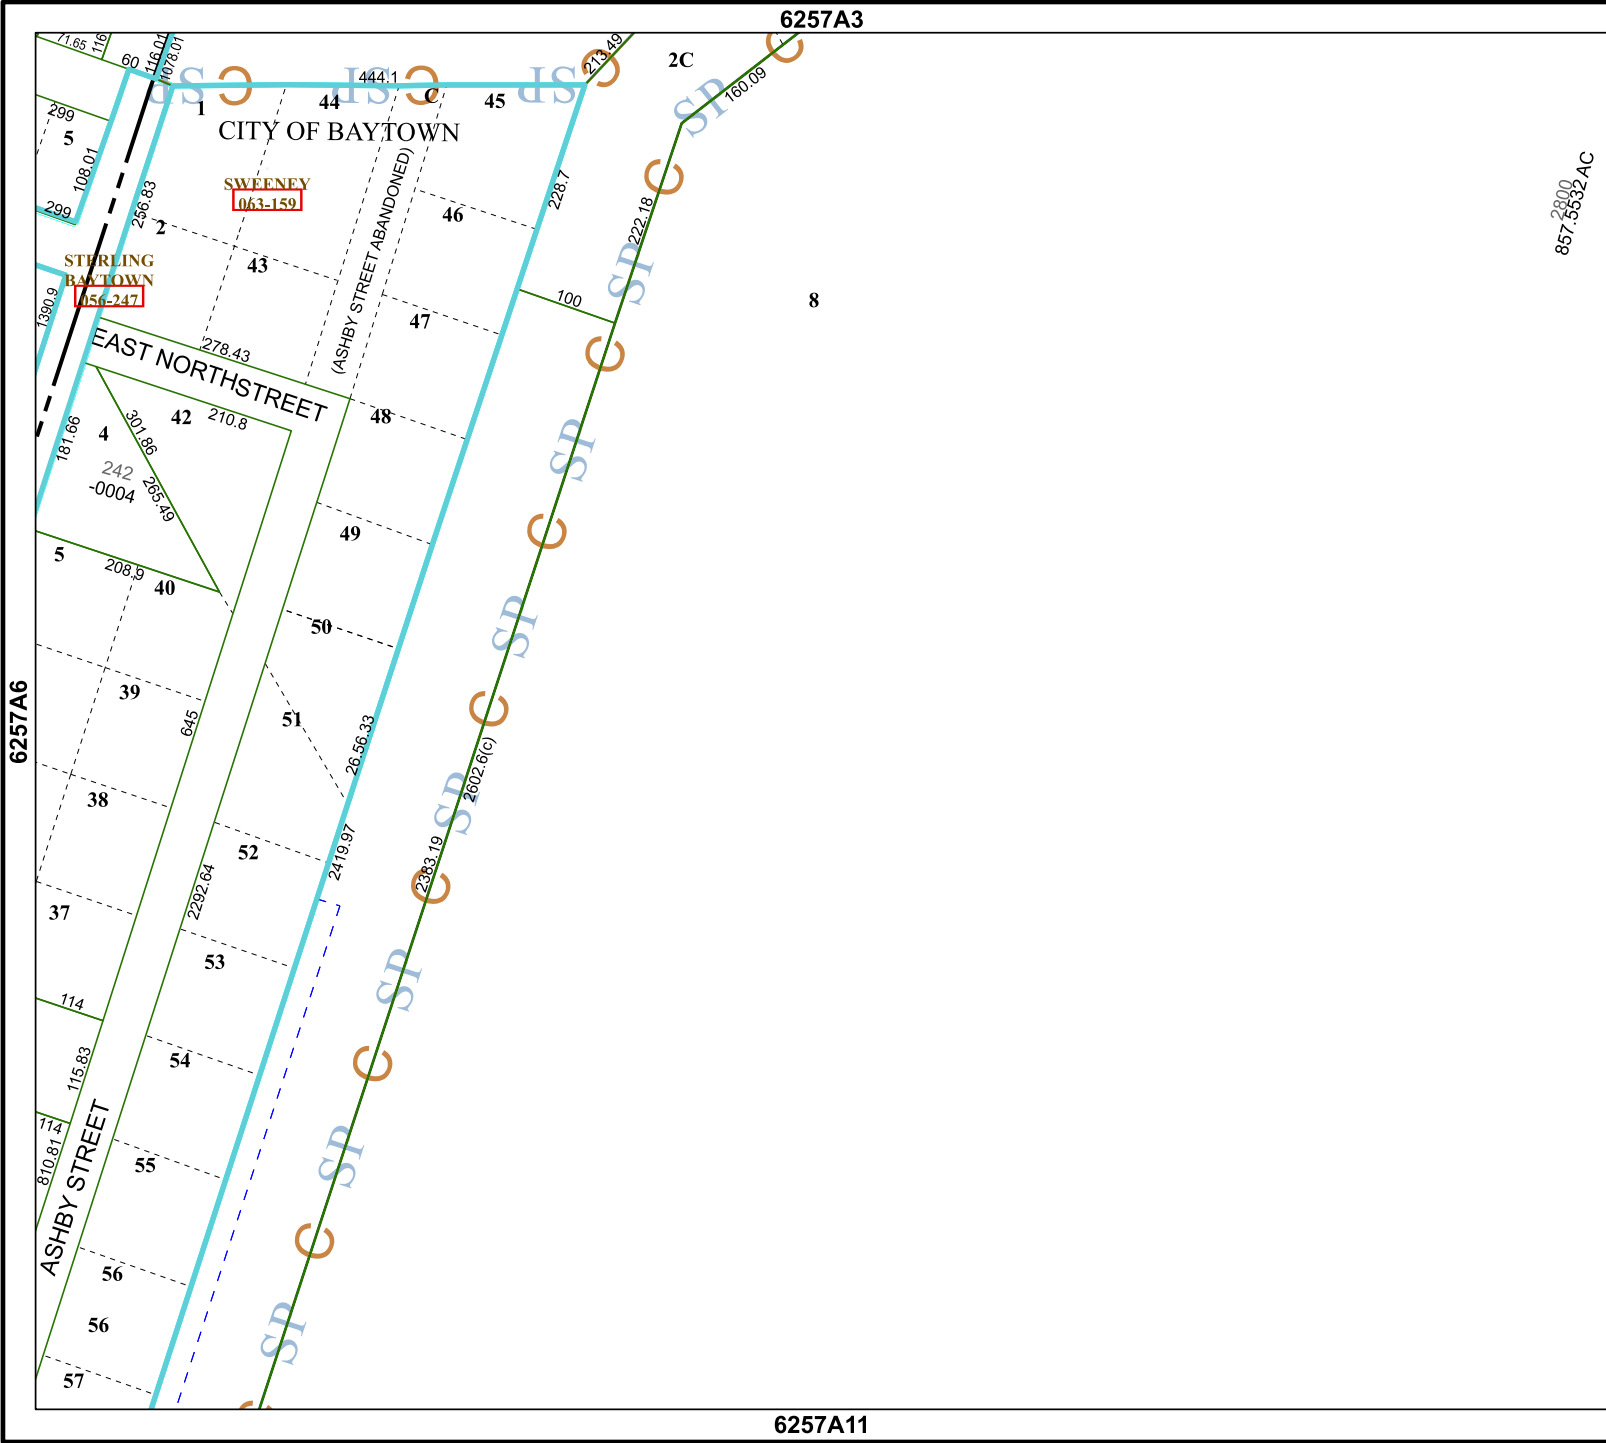 6257A3
71.65
116
60
116.01
1078.01
SP
C
SP
444.1
C
C
SP
213.49
C
2C
C
SP
160.09
1
44
45
CITY OF BAYTOWN
299
5
108.01
299
256.83
SWEENEY
063-159
2
43
(ASHBY STREET ABANDONED)
46
228.7
C
222.18
SP
2800
857.5532 AC
STERLING
BAYTOWN
056-247
1390.9
47
100
8
EAST NORTHSTREET
278.43
C
42
210.8
48
301.86
4
181.66
242
-0004
265.49
SP
49
C
5
208.9
40
50
SP
39
645
51
26.56.33
C
6257A6
2602.6(c)
38
SP
52
2419.97
2383.19
C
37
2292.64
53
SP
114
54
115.83
C
114
810.81
ASHBY STREET
55
SP
56
C
56
SP
57
C
6257A11